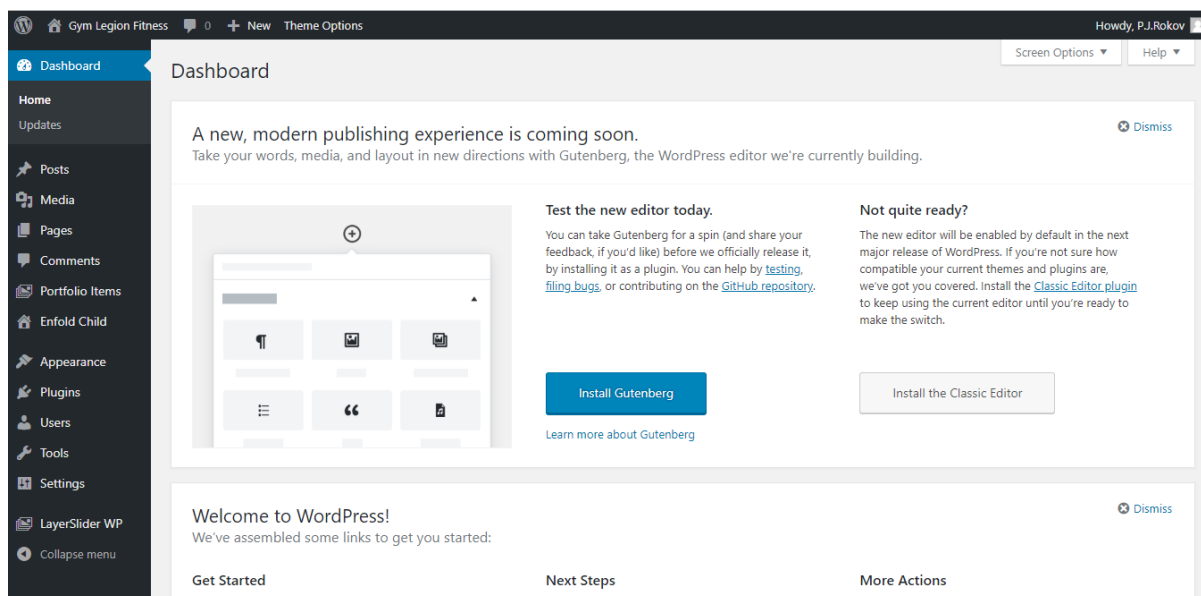 Gym Legion Fitness 0 New Theme Options Howdy, P.J.Rokov
Dashboard
Home
Updates
Posts
Media
Pages
Comments
Portfolio Items
Enfold Child
Appearance
Plugins
Users
Tools
Settings
LayerSlider WP
Collapse menu
Screen Options Help
Dashboard
A new, modern publishing experience is coming soon.
Dismiss
Take your words, media, and layout in new directions with Gutenberg, the WordPress editor we're currently building.
Test the new editor today.
You can take Gutenberg for a spin (and share your
feedback, if you'd like) before we officially release it,
by installing it as a plugin. You can help by testing,
filing bugs, or contributing on the GitHub repository.
Install Gutenberg
Learn more about Gutenberg
Not quite ready?
The new editor will be enabled by default in the next
major release of WordPress. If you're not sure how
compatible your current themes and plugins are,
we've got you covered. Install the Classic Editor plugin
to keep using the current editor until you're ready to
make the switch.
Install the Classic Editor
Welcome to WordPress!
Dismiss
We've assembled some links to get you started:
Get Started
Next Steps
More Actions